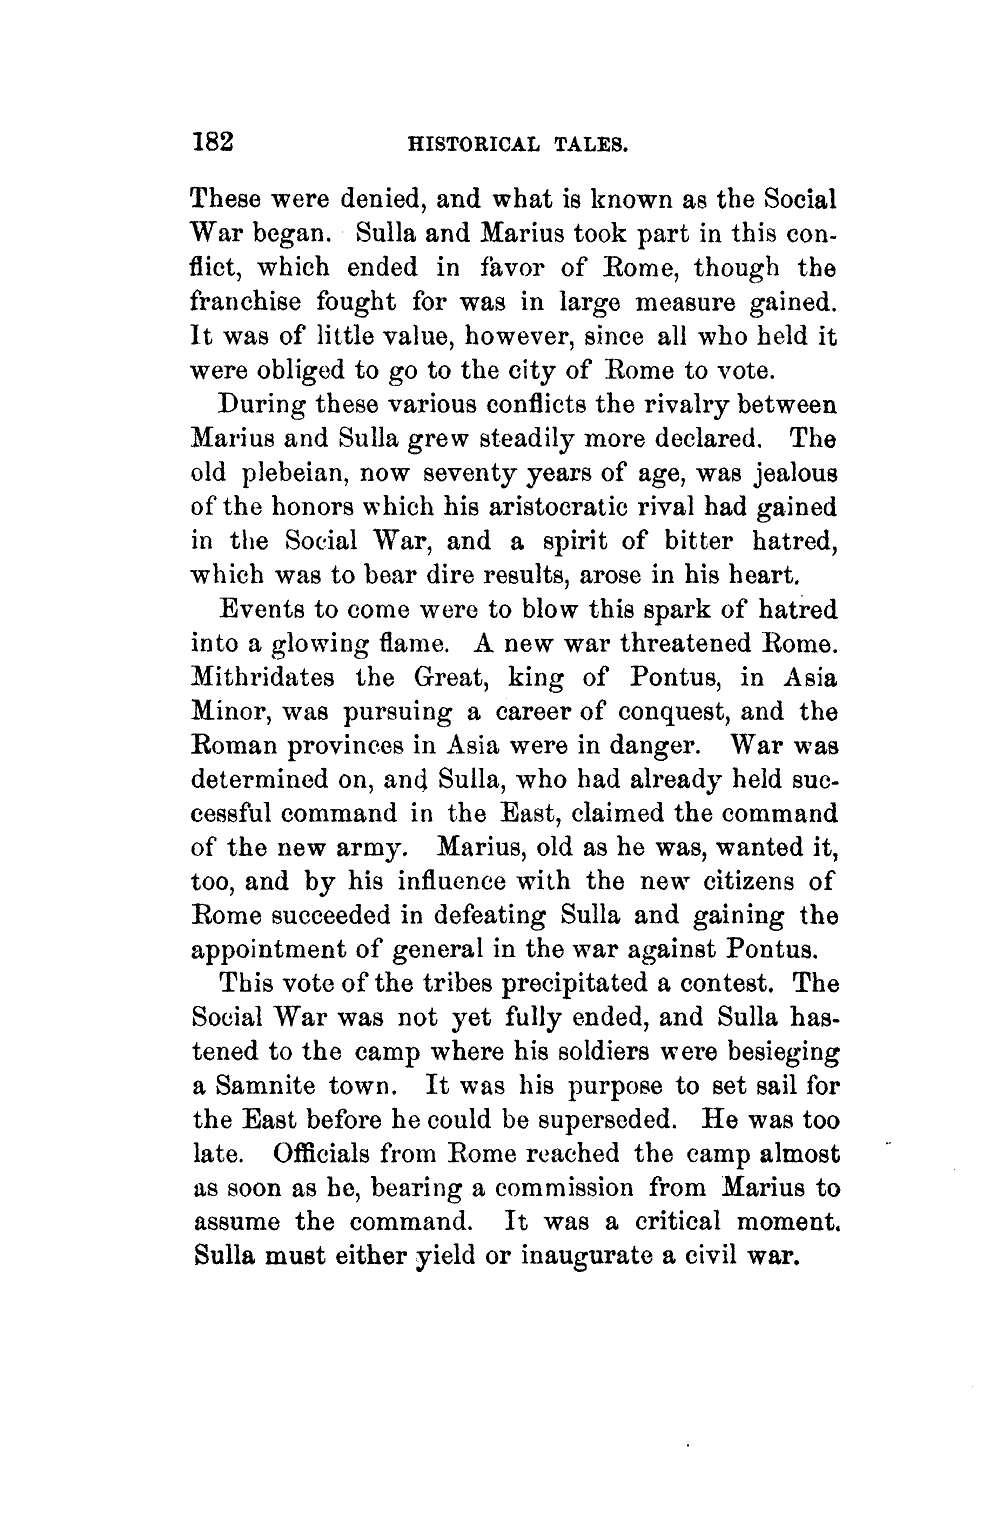 182 HISTORICAL TALES.
These were denied, and what is known as the Social
War began. Sulla and Marius took part in this con-
flict, which ended in favor of Rome, though the
franchise fought for was in large measure gained.
It was of little value, however, since all who held it
were obliged to go to the city of Rome to vote.
During these various conflicts the rivalry between
Marius and Sulla grew steadily more declared. The
old plebeian, now seventy years of age, was jealous
of the honors which his aristocratic rival had gained
in the Social War, and a spirit of bitter hatred,
which was to bear dire results, arose in his heart.
Events to come were to blow this spark of hatred
into a glowing flame. A new war threatened Rome.
Mithridates the Great, king of Pontus, in Asia
Minor, was pursuing a career of conquest, and the
Roman provinces in Asia were in danger. War was
determined on, and Sulla, who had already held suc-
cessful command in the East, claimed the command
of the new army. Marius, old as he was, wanted it,
too, and by his influence with the new citizens of
Rome succeeded in defeating Sulla and gaining the
appointment of general in the war against Pontus.
This vote of the tribes precipitated a contest. The
Social War was not yet fully ended, and Sulla has-
tened to the camp where his soldiers were besieging
a Samnite town. It was his purpose to set sail for
the East before he could be superseded. He was too
late. Officials from Rome reached the camp almost
as soon as he, bearing a commission from Marius to
assume the command. It was a critical moment.
Sulla must either yield or inaugurate a civil war.